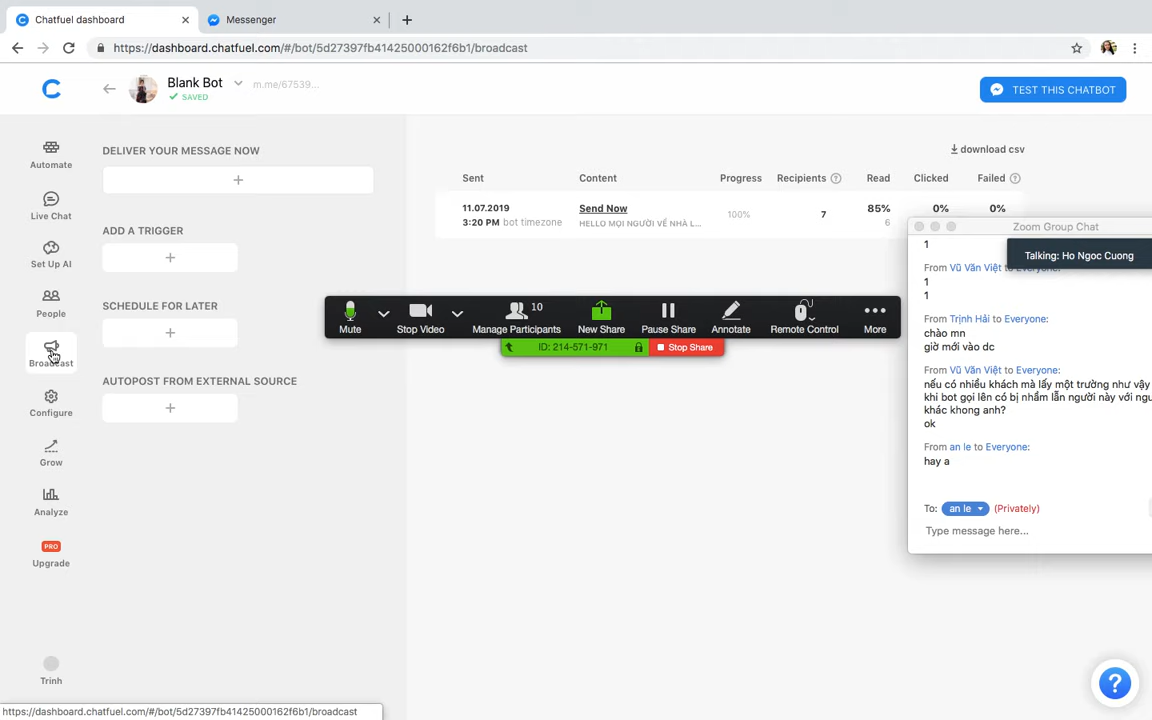 Chatfuel dashboard
Messenger
https://dashboard.chatfuel.com/#/bot/5d27397fb41425000162f6b1/broadcast
Blank Bot
m.me/67539...
SAVED
TEST THIS CHATBOT
Automate
Live Chat
Set Up AI
People
Broadcast
Configure
Grow
Analyze
PRO
Upgrade
Trinh
DELIVER YOUR MESSAGE NOW
ADD A TRIGGER
SCHEDULE FOR LATER
AUTOPOST FROM EXTERNAL SOURCE
download csv
Sent Content Progress Recipients Read Clicked Failed
11.07.2019 Send Now 100% 7 85% 0% 0%
3:20 PM bot timezone HELLO MỌI NGƯỜI VỀ NHÀ L... 6
Mute
Stop Video
Manage Participants 10
New Share
Pause Share
Annotate
Remote Control
More
ID: 214-571-971
Stop Share
Zoom Group Chat
1
Talking: Ho Ngoc Cuong
From Vũ Văn Việt to Everyone:
1
1
From Trịnh Hải to Everyone:
chào mn
giờ mới vào dc
From Vũ Văn Việt to Everyone:
nếu có nhiều khách mà lấy một trường như vậy
khi bot gọi lên có bị nhầm lẫn người này với
khác khong anh?
ok
From an le to Everyone:
hay a
To: an le (Privately)
Type message here...
https://dashboard.chatfuel.com/#/bot/5d27397fb41425000162f6b1/broadcast